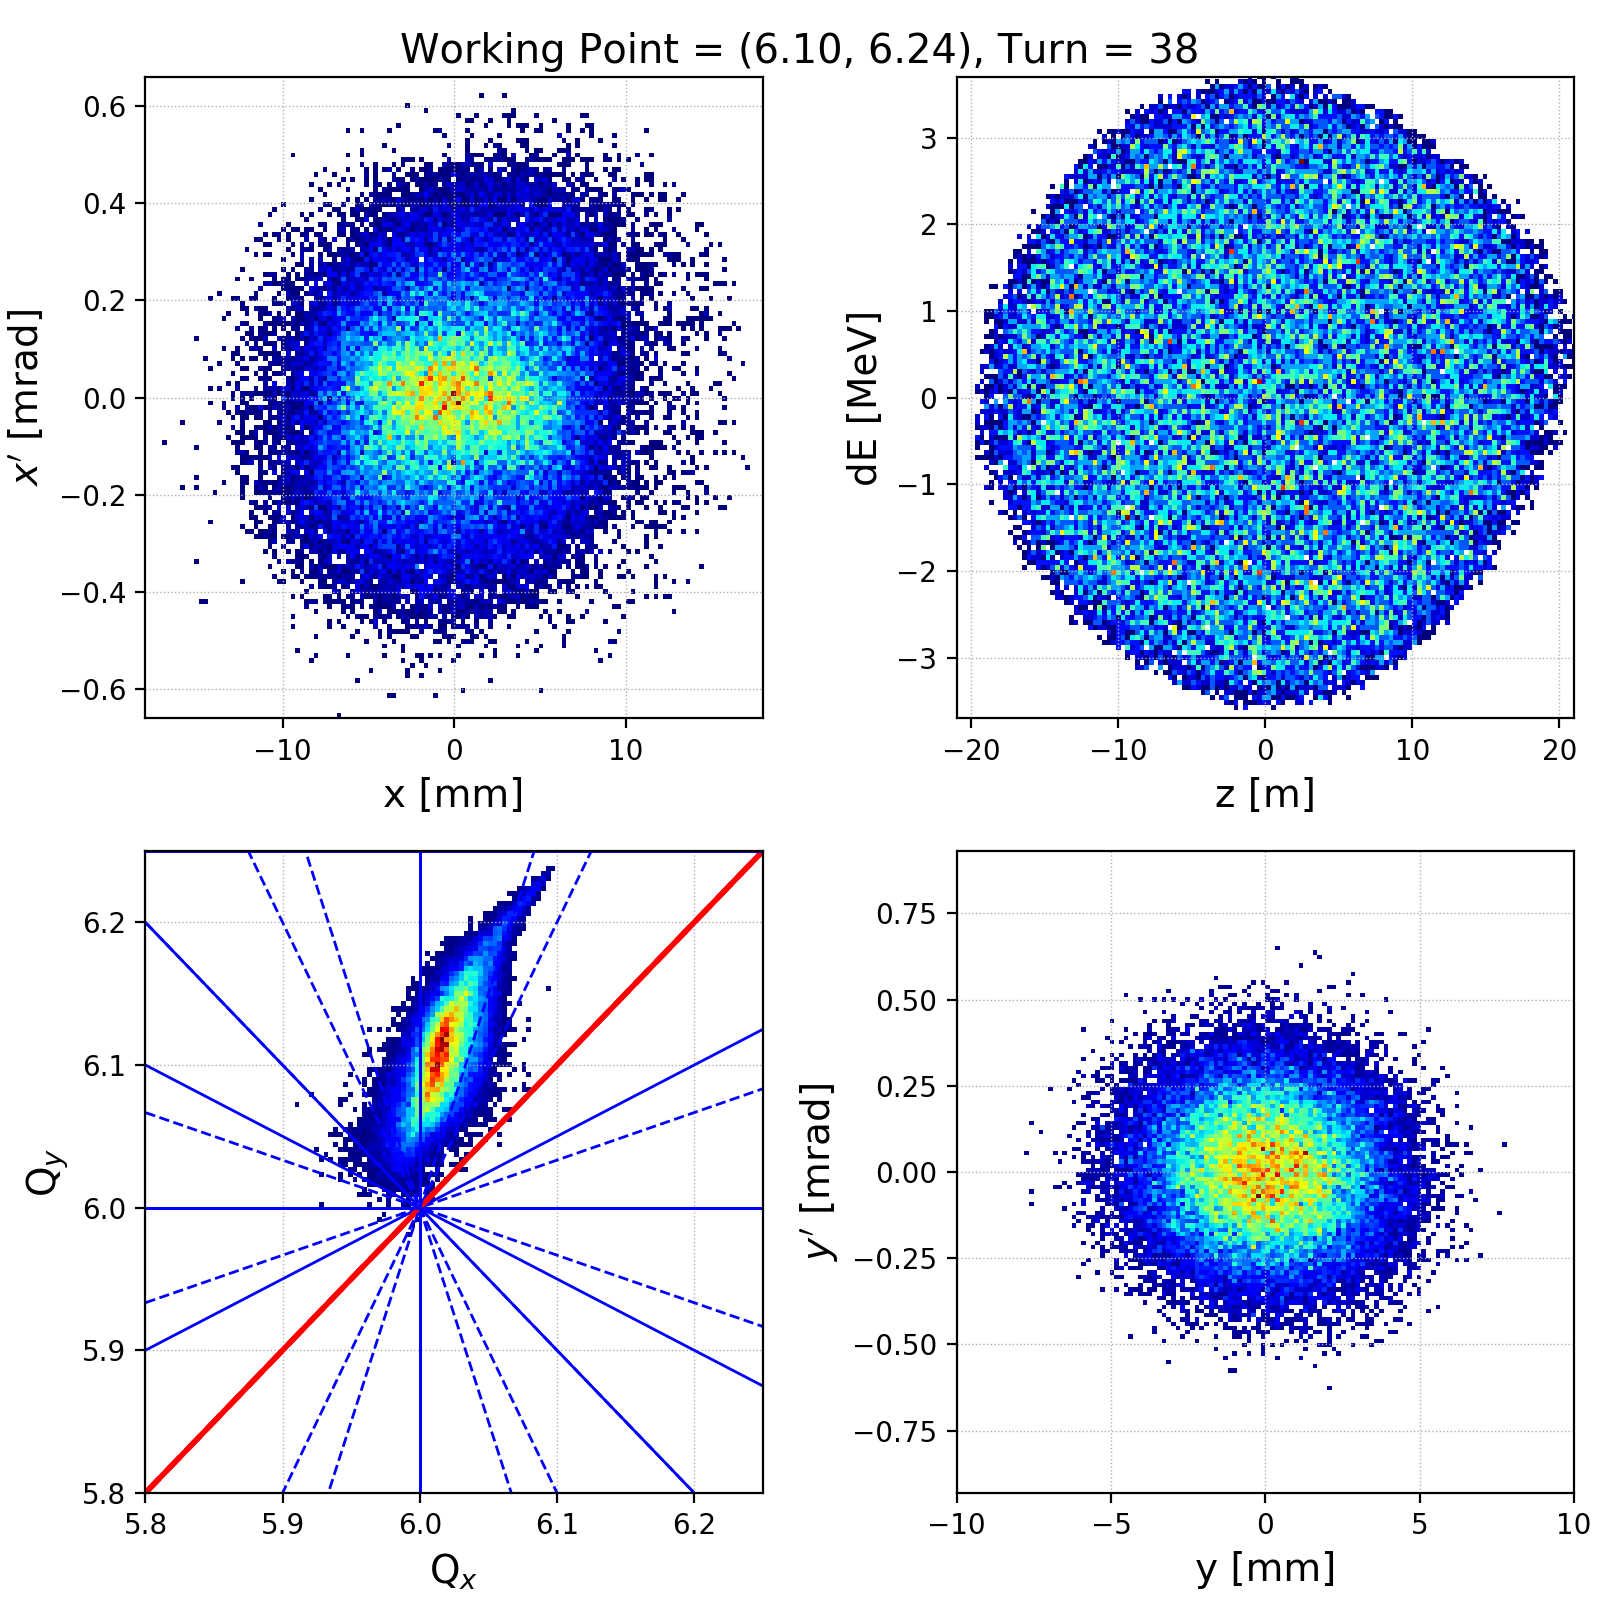 Working Point = (6.10, 6.24), Turn = 38
0.6
0.4
0.2
0.0
−0.2
−0.4
−0.6
x′ [mrad]
−10 0 10
x [mm]
3
2
1
0
−1
−2
−3
dE [MeV]
−20 −10 0 10 20
z [m]
6.2
6.1
6.0
5.9
5.8
Qy
5.8 5.9 6.0 6.1 6.2
Qx
0.75
0.50
0.25
0.00
−0.25
−0.50
−0.75
y′ [mrad]
−10 −5 0 5 10
y [mm]